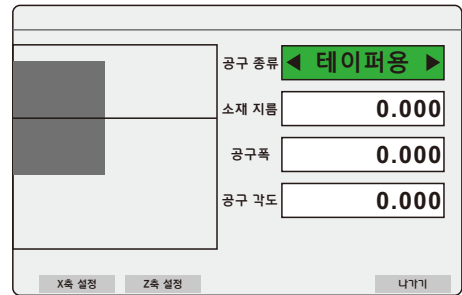 공구 종류 ◀ 테이퍼용 ▶
소재 지름 0.000
공구폭 0.000
공구 각도 0.000
X축 설정 Z축 설정 나가기